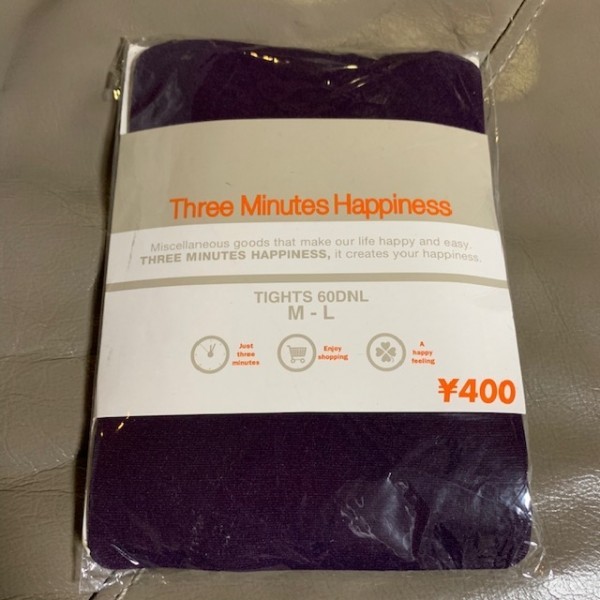 Three Minutes Happiness
Miscellaneous goods that make our life happy and easy.
THREE MINUTES HAPPINESS, it creates your happiness.
TIGHTS 60DNL
M - L
Just
three
minutes
Enjoy
shopping
A
happy
feeling
¥400